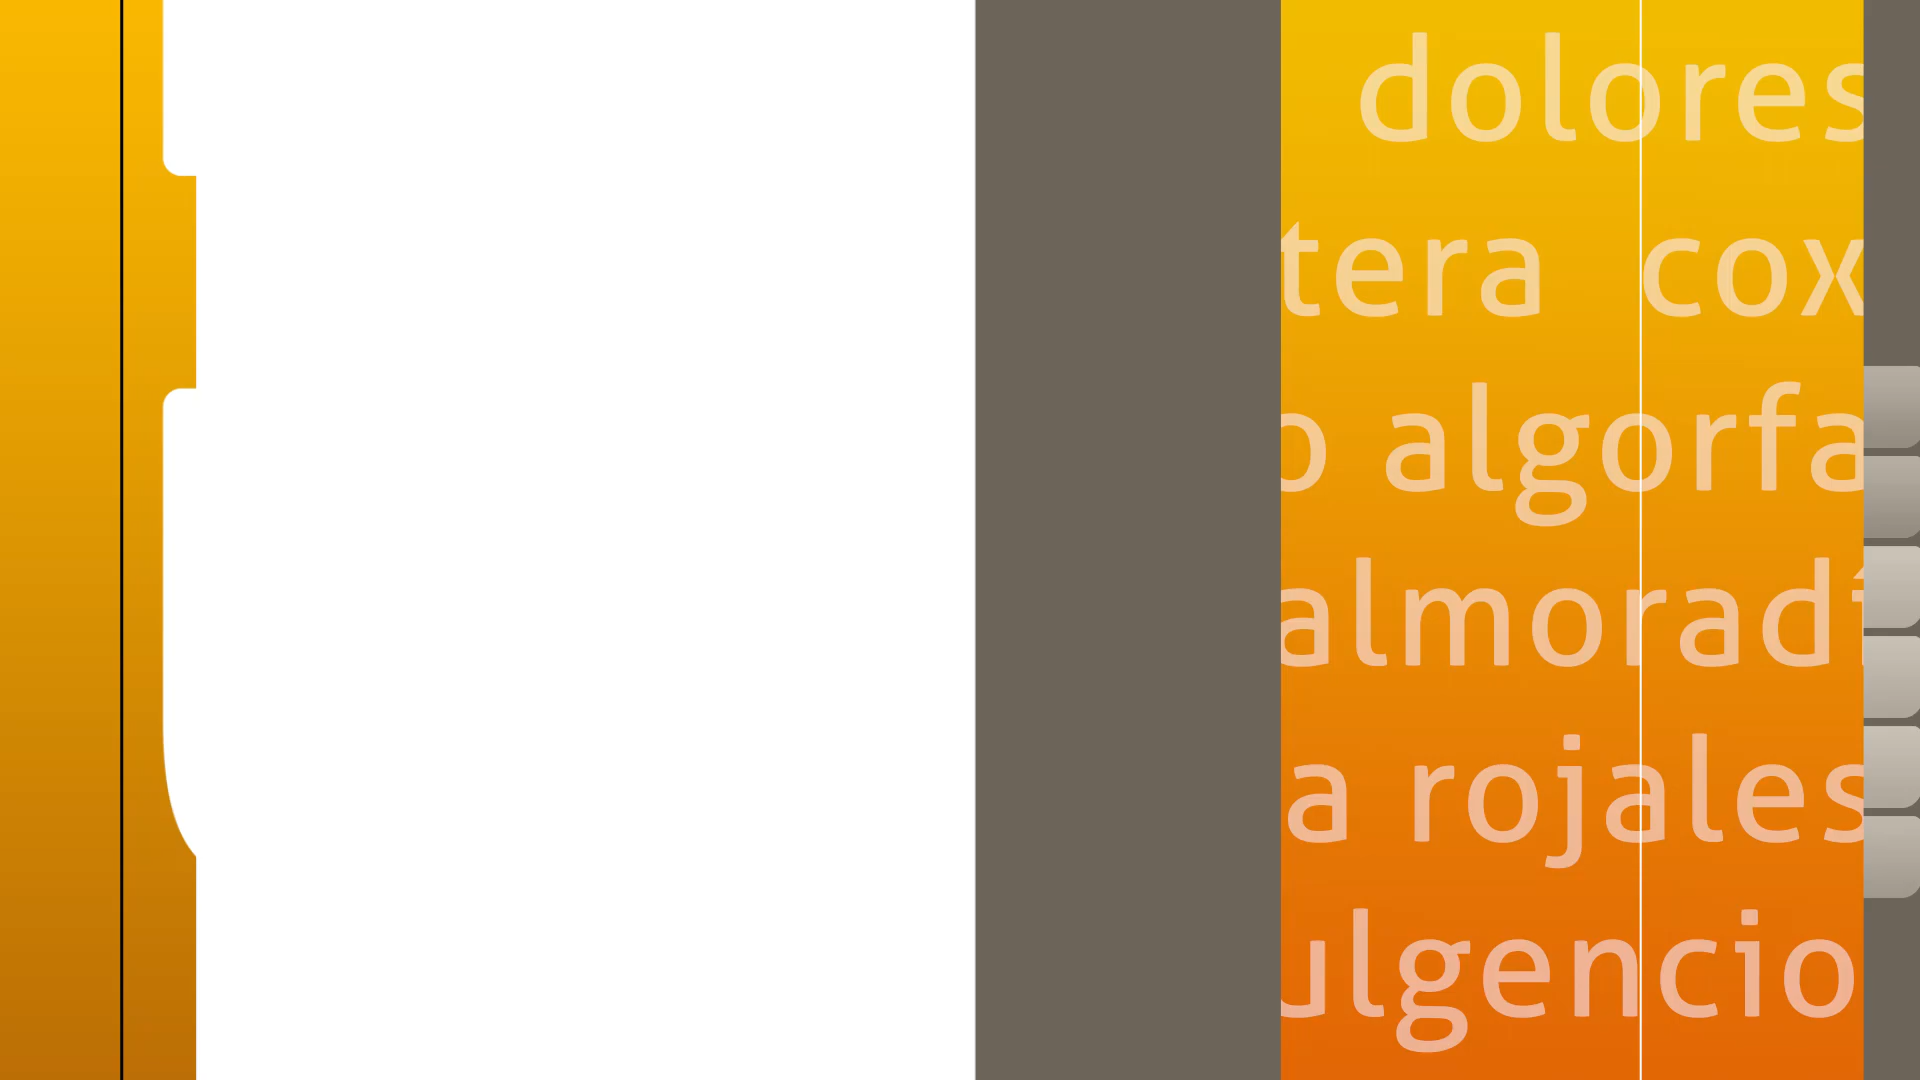 dolores
tera cox
o algorfa
almoradí
a rojales
ulgencio